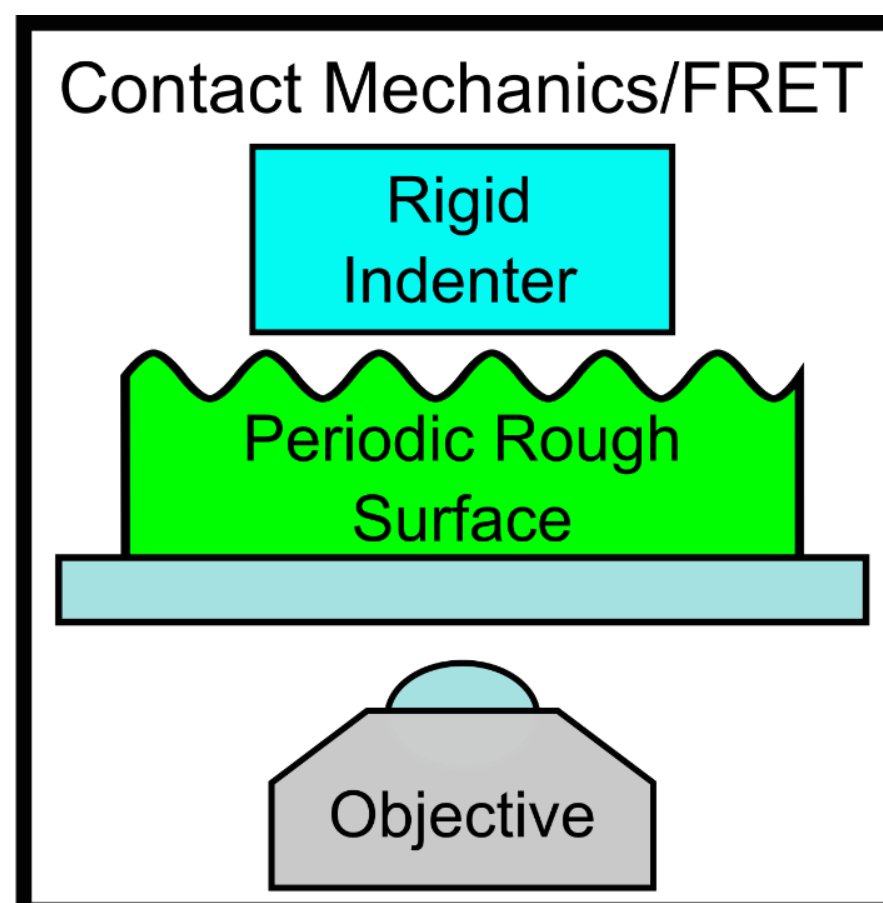 Contact Mechanics/FRET
Rigid
Indenter
Periodic Rough
Surface
Objective